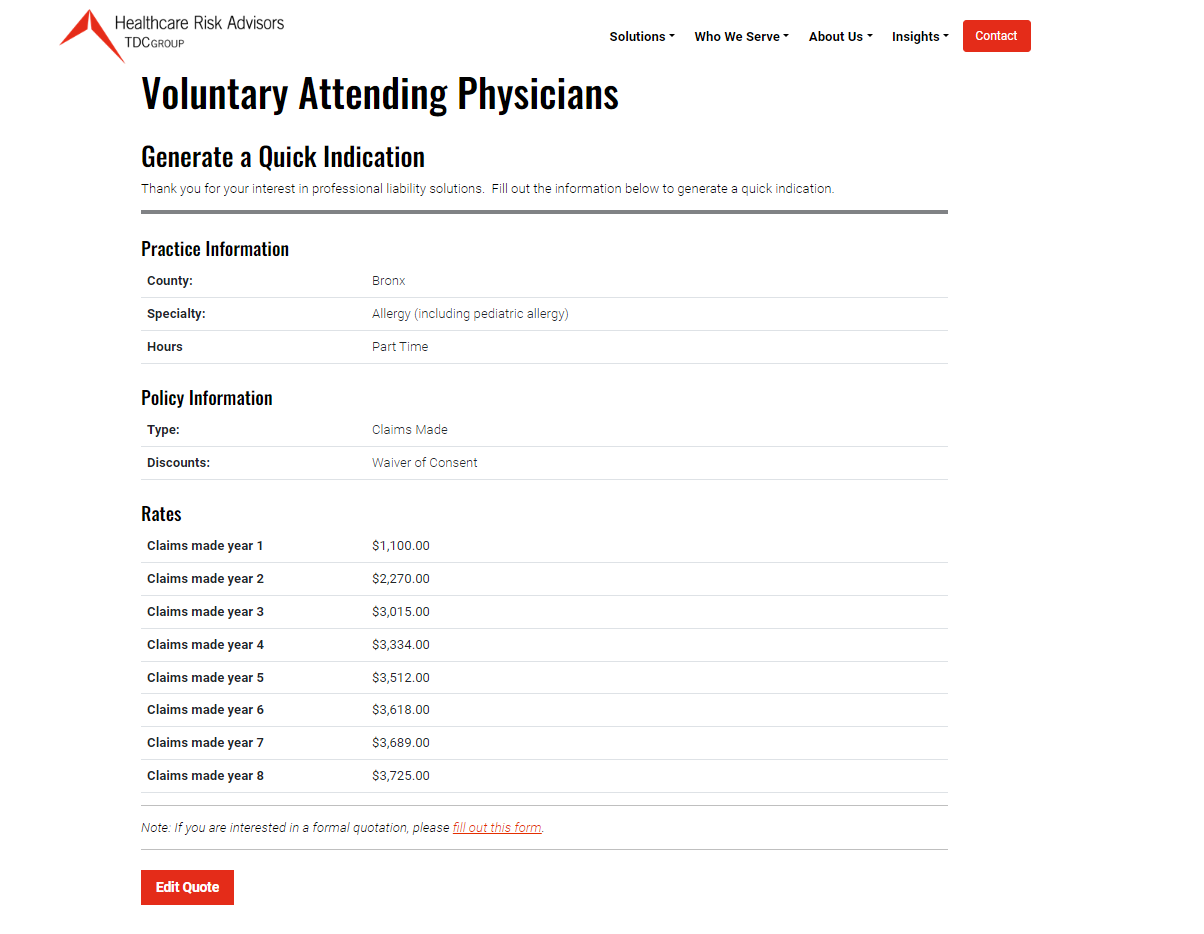 Healthcare Risk Advisors
TDCGROUP
Solutions
Who We Serve
About Us
Insights
Contact
Voluntary Attending Physicians
Generate a Quick Indication
Thank you for your interest in professional liability solutions. Fill out the information below to generate a quick indication.
Practice Information
County: Bronx
Specialty: Allergy (including pediatric allergy)
Hours Part Time
Policy Information
Type: Claims Made
Discounts: Waiver of Consent
Rates
Claims made year 1 $1,100.00
Claims made year 2 $2,270.00
Claims made year 3 $3,015.00
Claims made year 4 $3,334.00
Claims made year 5 $3,512.00
Claims made year 6 $3,618.00
Claims made year 7 $3,689.00
Claims made year 8 $3,725.00
Note: If you are interested in a formal quotation, please fill out this form.
Edit Quote